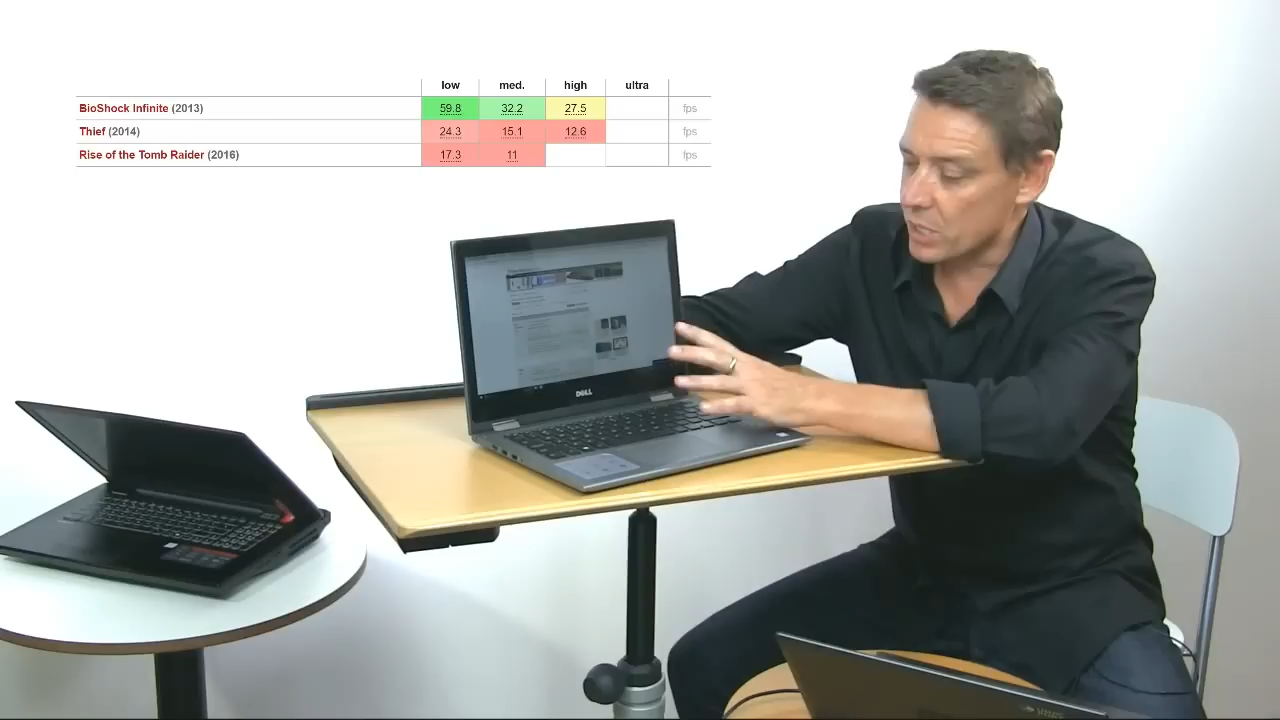 low med. high ultra
BioShock Infinite (2013) 59.8 32.2 27.5 fps
Thief (2014) 24.3 15.1 12.6 fps
Rise of the Tomb Raider (2016) 17.3 11 fps
DELL